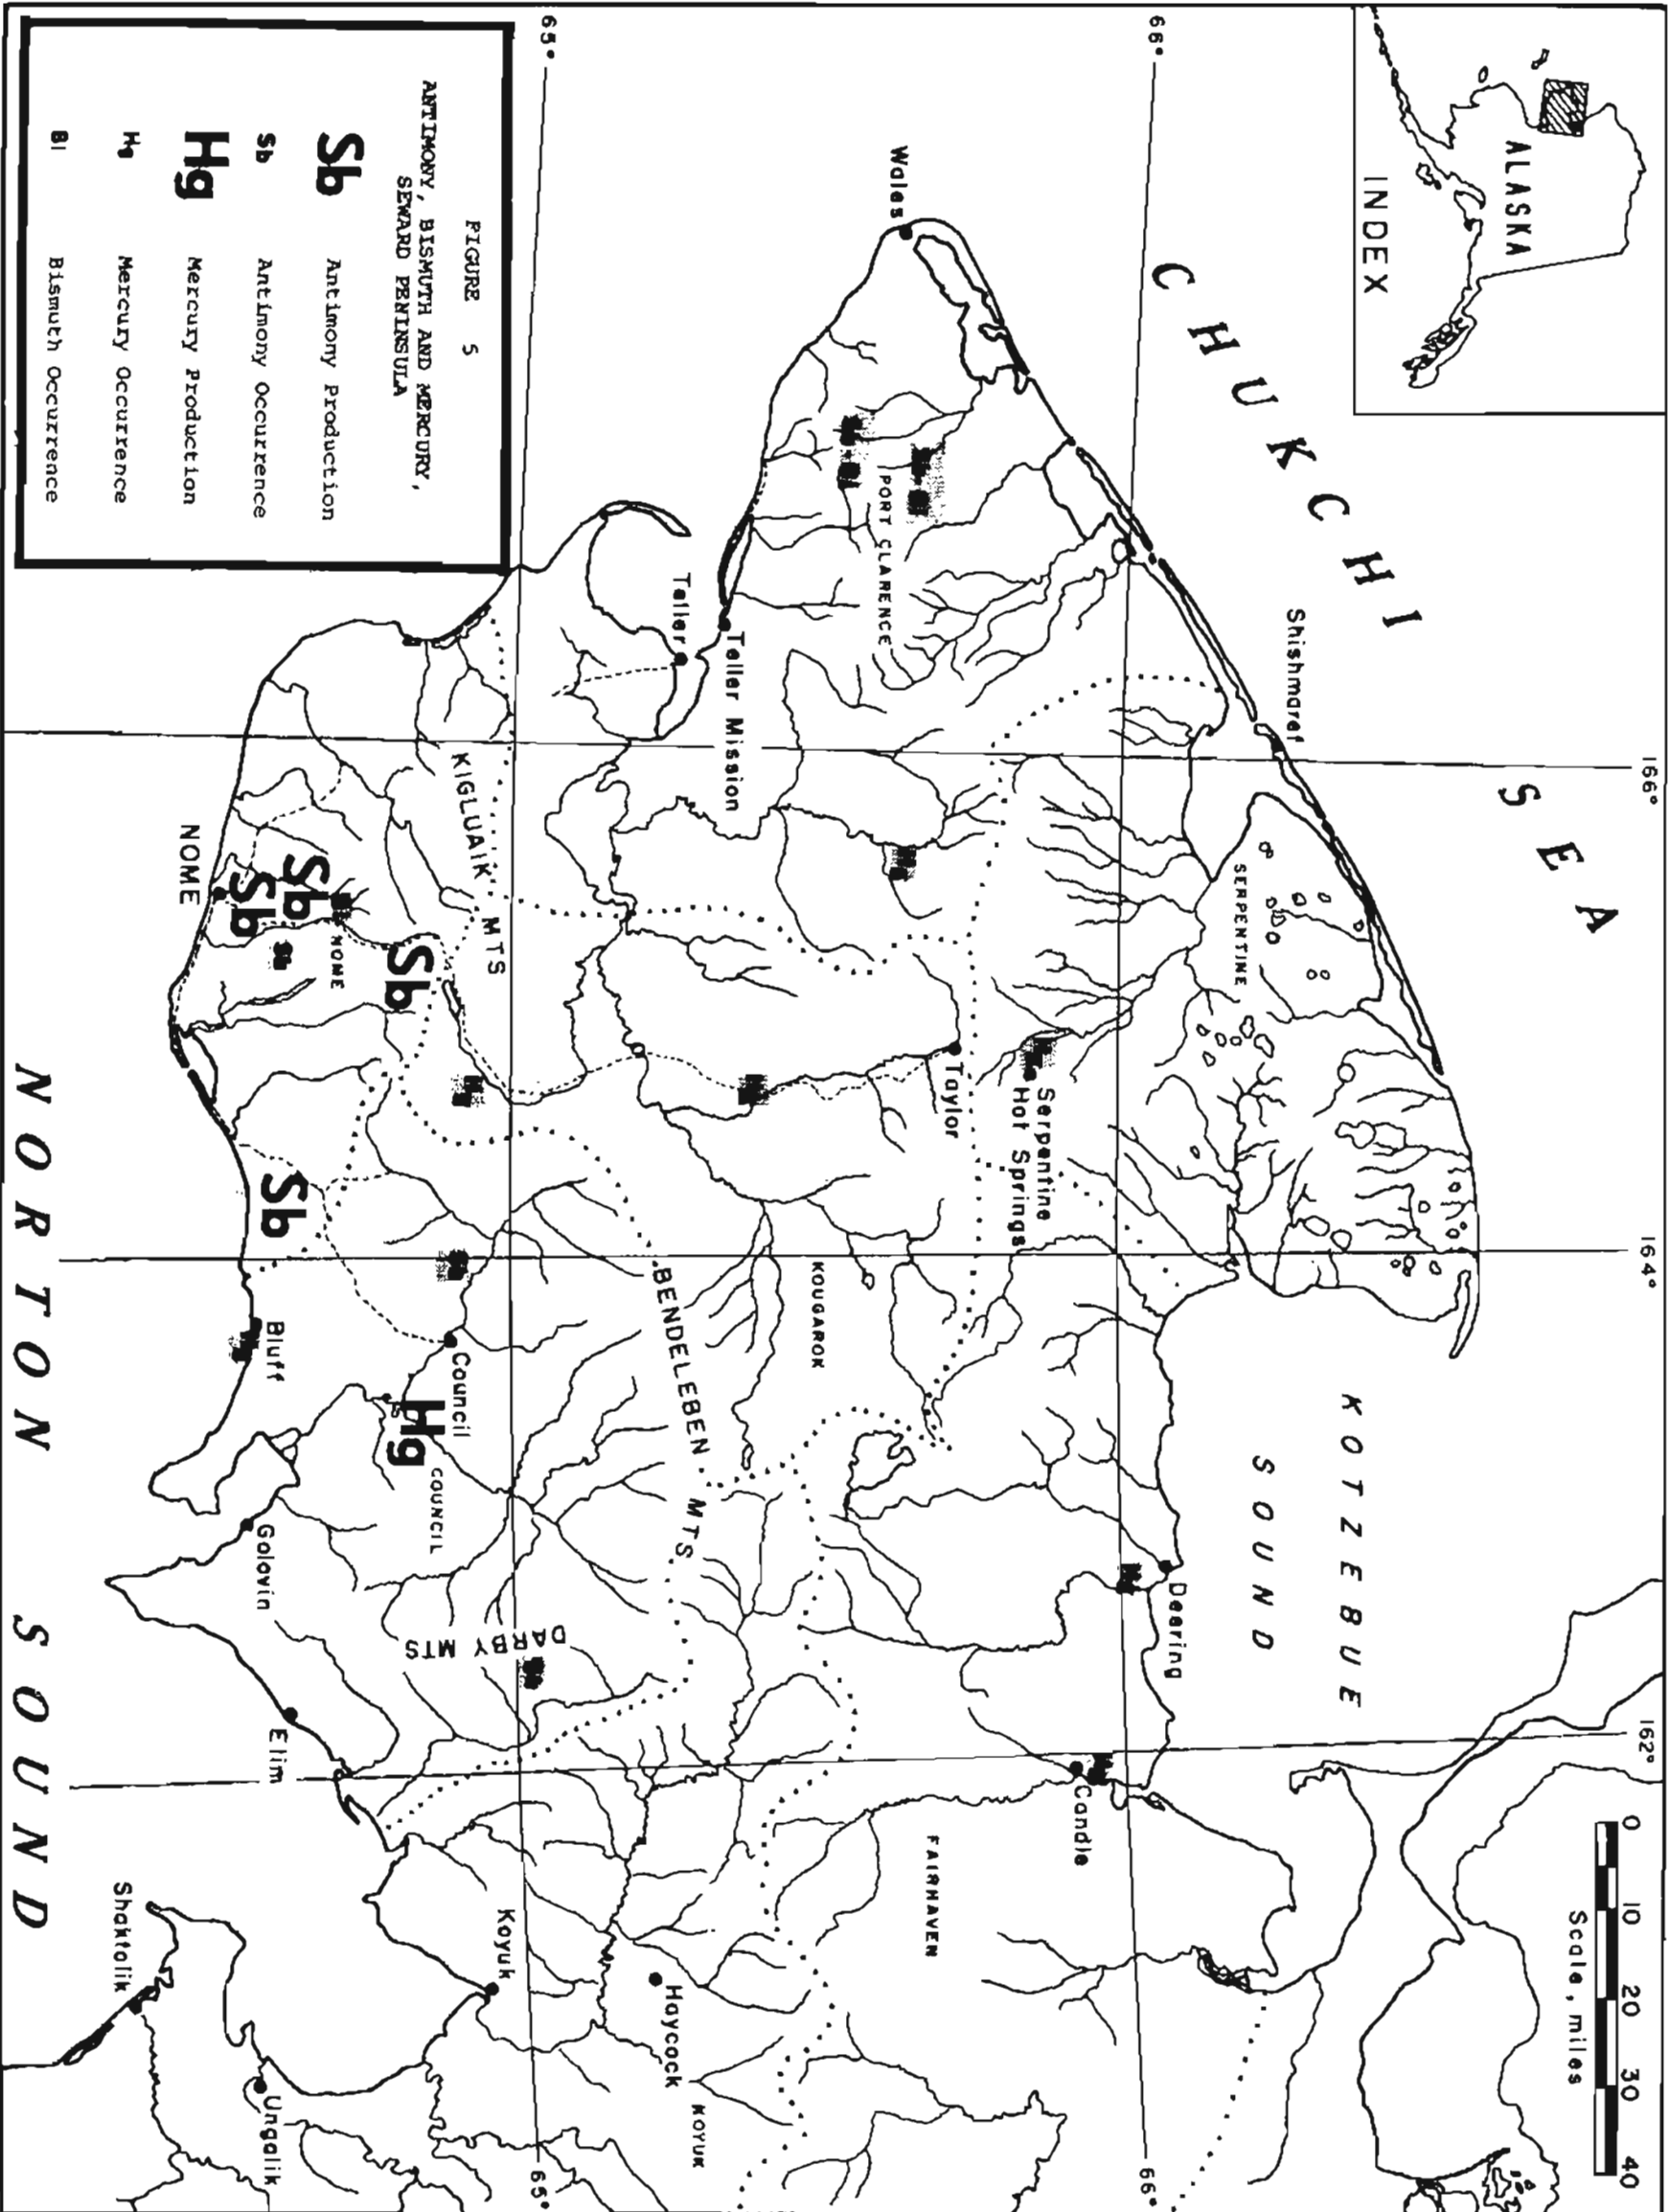 ALASKA
INDEX
CHUKCHI SEA
166°
164°
162°
0 10 20 30 40
Scale, miles
66°
65°
Wales
PORT CLARENCE
Shishmaref
SERPENTINE
KOTZEBUE
SOUND
Teller
Teller Mission
Taylor
Serpentine
Hot Springs
KOUGAROK
Deering
Candle
FAIRHAVEN
KIGLUAIK MTS
BENDELEBEN MTS
DARBY MTS
NOME
NOME
Sb
Sb
Sb
Sb
Hg
Bluff
Council
COUNCIL
Golovin
Elim
Koyuk
Haycock
KOYUK
Shaktolik
Ungalik
65°
66°
NORTON SOUND
FIGURE 5
ANTIMONY, BISMUTH AND MERCURY,
SEWARD PENINSULA
Sb Antimony Production
Sb Antimony Occurrence
Hg Mercury Production
Hg Mercury Occurrence
Bi Bismuth Occurrence